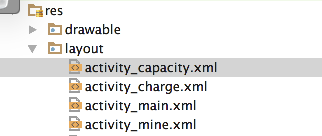 res
drawable
layout
activity_capacity.xml
activity_charge.xml
activity_main.xml
activity_mine.xml